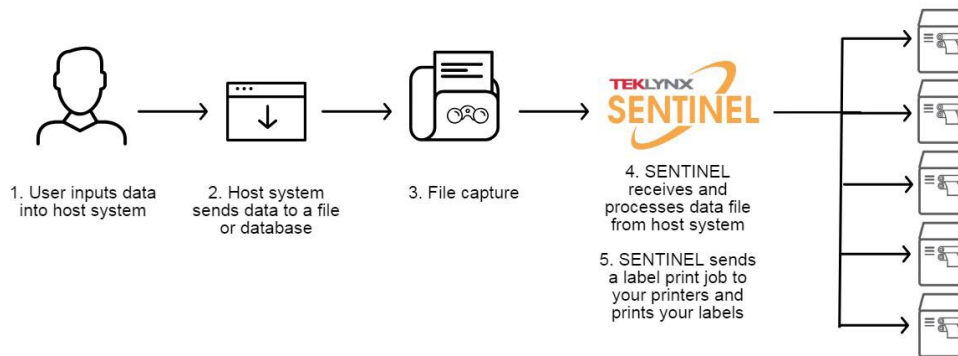 TEKLYNX
SENTINEL
1. User inputs data
into host system
2. Host system
sends data to a file
or database
3. File capture
4. SENTINEL
receives and
processes data file
from host system
5. SENTINEL sends
a label print job to
your printers and
prints your labels